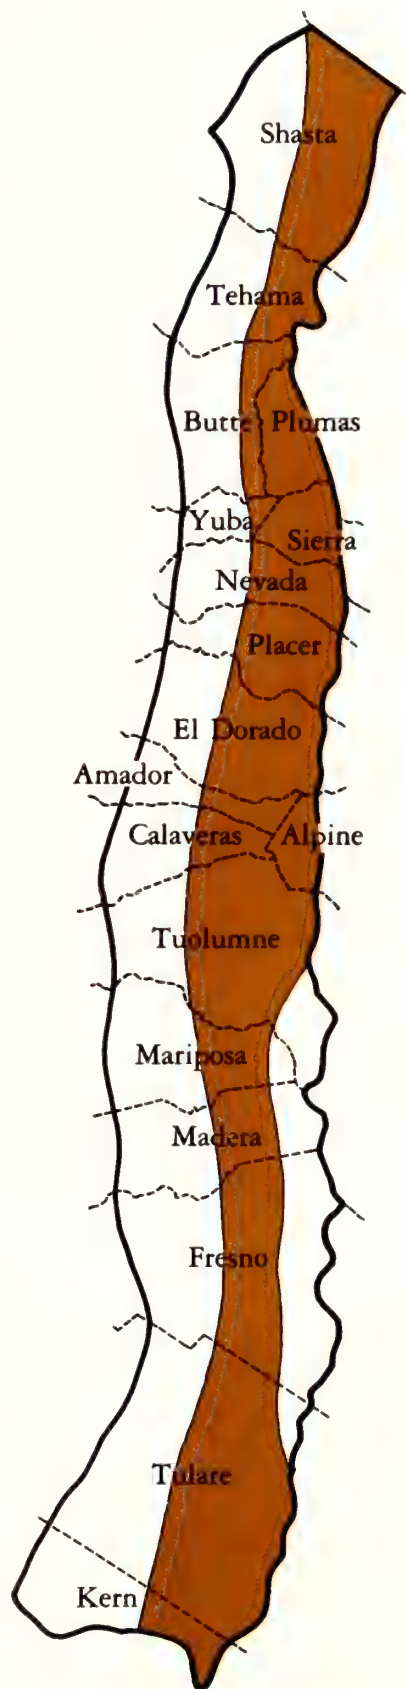 Shasta
Tehama
Butte Plumas
Yuba
Sierra
Nevada
Placer
El Dorado
Amador
Calaveras Alpine
Tuolumne
Mariposa
Madera
Fresno
Tulare
Kern